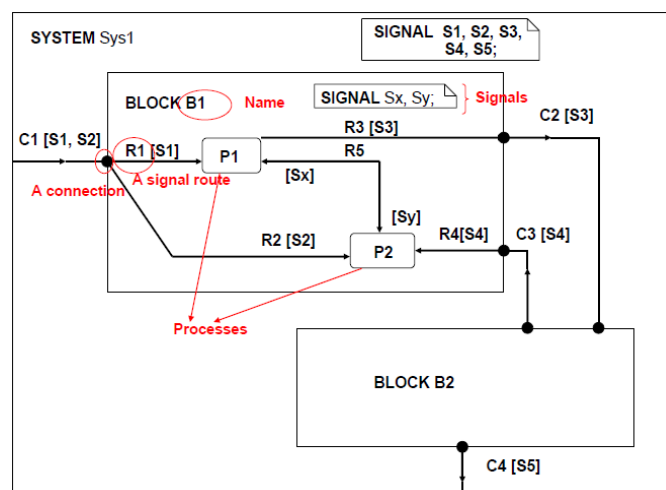 SYSTEM Sys1
SIGNAL S1, S2, S3,
S4, S5;
BLOCK B1
Name
SIGNAL Sx, Sy;
Signals
C1 [S1, S2]
R1 [S1]
P1
R3 [S3]
C2 [S3]
R5
A connection
A signal route
[Sx]
[Sy]
R2 [S2]
P2
R4[S4]
C3 [S4]
Processes
BLOCK B2
C4 [S5]